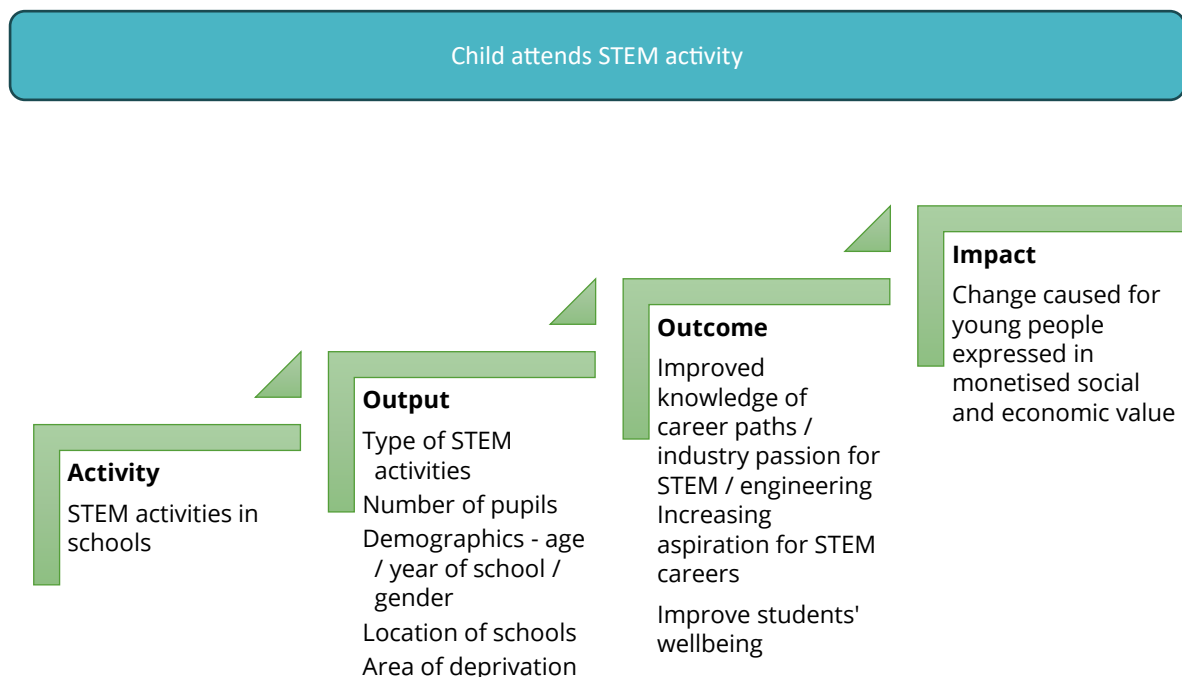 Child attends STEM activity
Activity
STEM activities in
schools
Output
Type of STEM
activities
Number of pupils
Demographics - age
/ year of school /
gender
Location of schools
Area of deprivation
Outcome
Improved
knowledge of
career paths /
industry passion for
STEM / engineering
Increasing
aspiration for STEM
careers
Improve students'
wellbeing
Impact
Change caused for
young people
expressed in
monetised social
and economic value